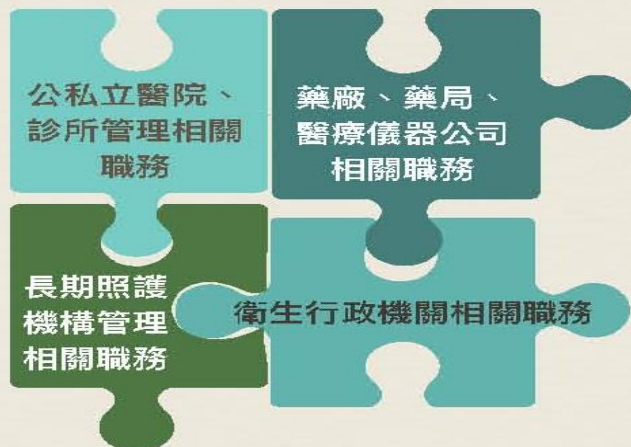 公私立醫院、
診所管理相關
職務
藥廠、藥局、
醫療儀器公司
相關職務
長期照護
機構管理
相關職務
衛生行政機關相關職務